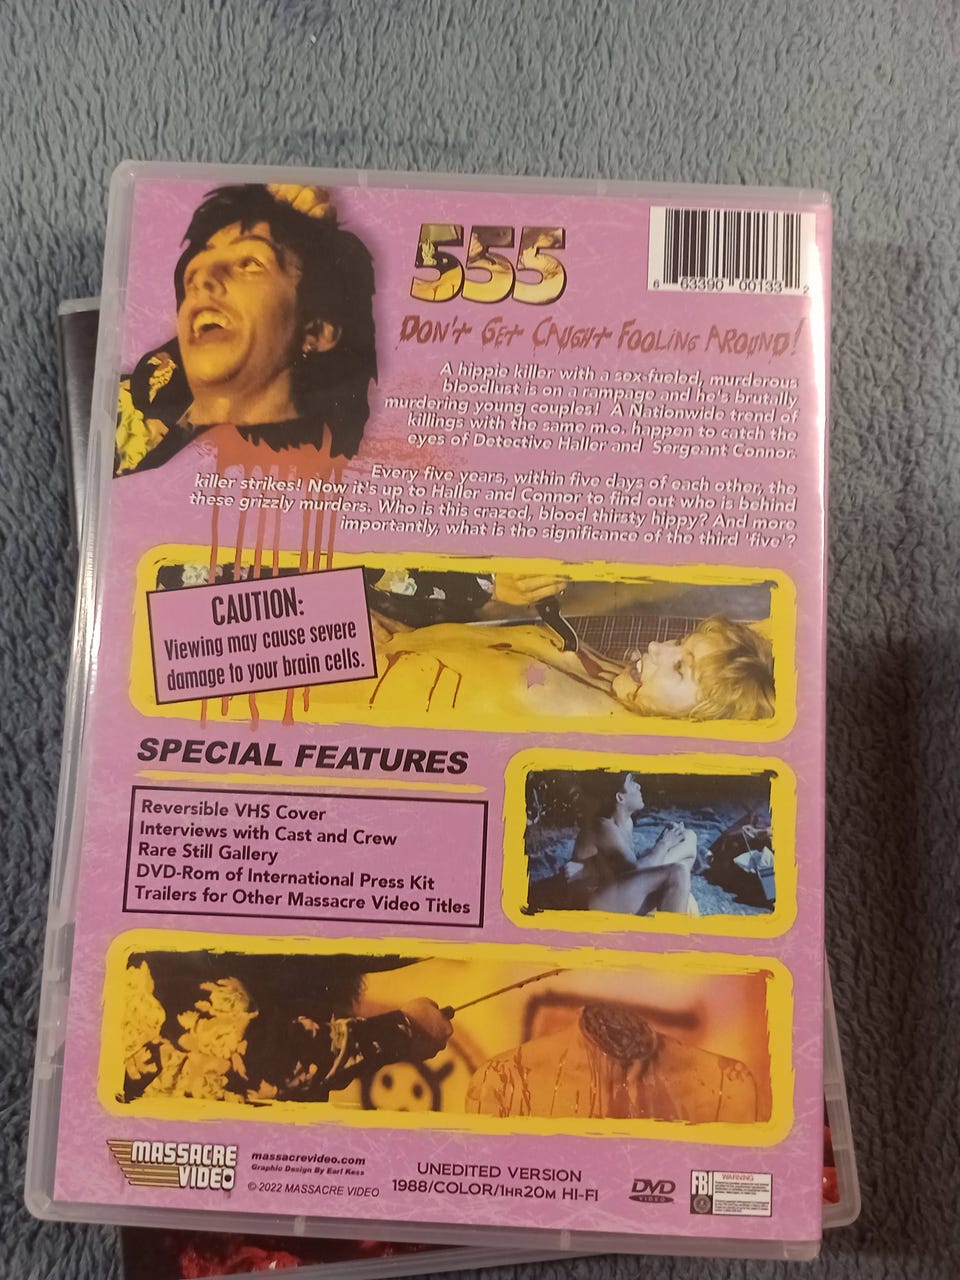 555
6 63390 00133 2
DON'T GET CAUGHT FOOLING AROUND!
A hippie killer with a sex-fueled, murderous
bloodlust is on a rampage and he's brutally
murdering young couples! A Nationwide trend of
killings with the same m.o. happen to catch the
eyes of Detective Haller and Sergeant Connor.
Every five years, within five days of each other, the
killer strikes! Now it's up to Haller and Connor to find out who is behind
these grizzly murders. Who is this crazed, blood thirsty hippy? And more
importantly, what is the significance of the third 'five'?
CAUTION:
Viewing may cause severe
damage to your brain cells.
SPECIAL FEATURES
Reversible VHS Cover
Interviews with Cast and Crew
Rare Still Gallery
DVD-Rom of International Press Kit
Trailers for Other Massacre Video Titles
MASSACRE
VIDEO
massacrevideo.com
Graphic Design By Earl Kess
© 2022 MASSACRE VIDEO
UNEDITED VERSION
1988/COLOR/1HR20M HI-FI
DVD
VIDEO
FBI
WARNING